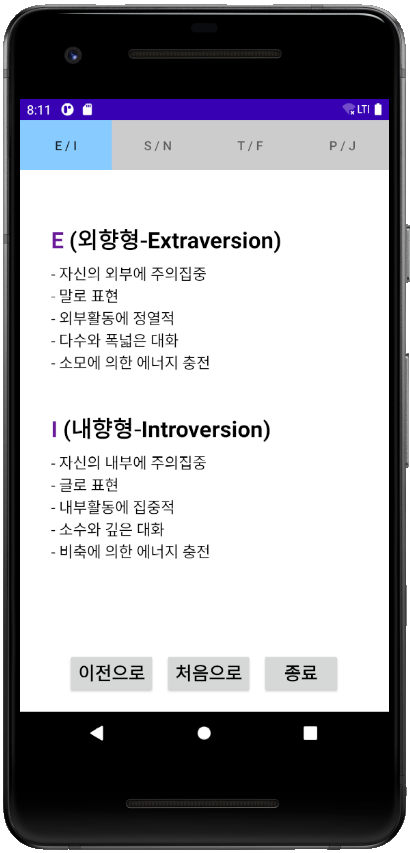 8:11 LTE
E / I S / N T / F P / J
E (외향형-Extraversion)
- 자신의 외부에 주의집중
- 말로 표현
- 외부활동에 정열적
- 다수와 폭넓은 대화
- 소모에 의한 에너지 충전
I (내향형-Introversion)
- 자신의 내부에 주의집중
- 글로 표현
- 내부활동에 집중적
- 소수와 깊은 대화
- 비축에 의한 에너지 충전
이전으로 처음으로 종료